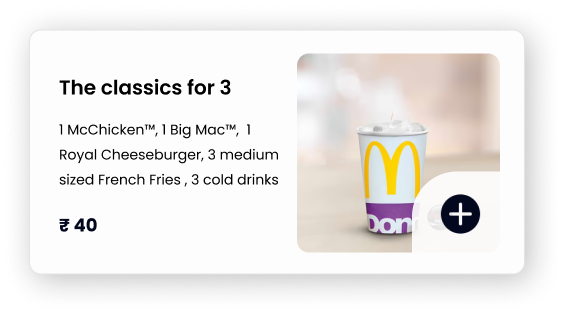 The classics for 3
1 McChicken™, 1 Big Mac™, 1
Royal Cheeseburger, 3 medium
sized French Fries , 3 cold drinks
₹ 40